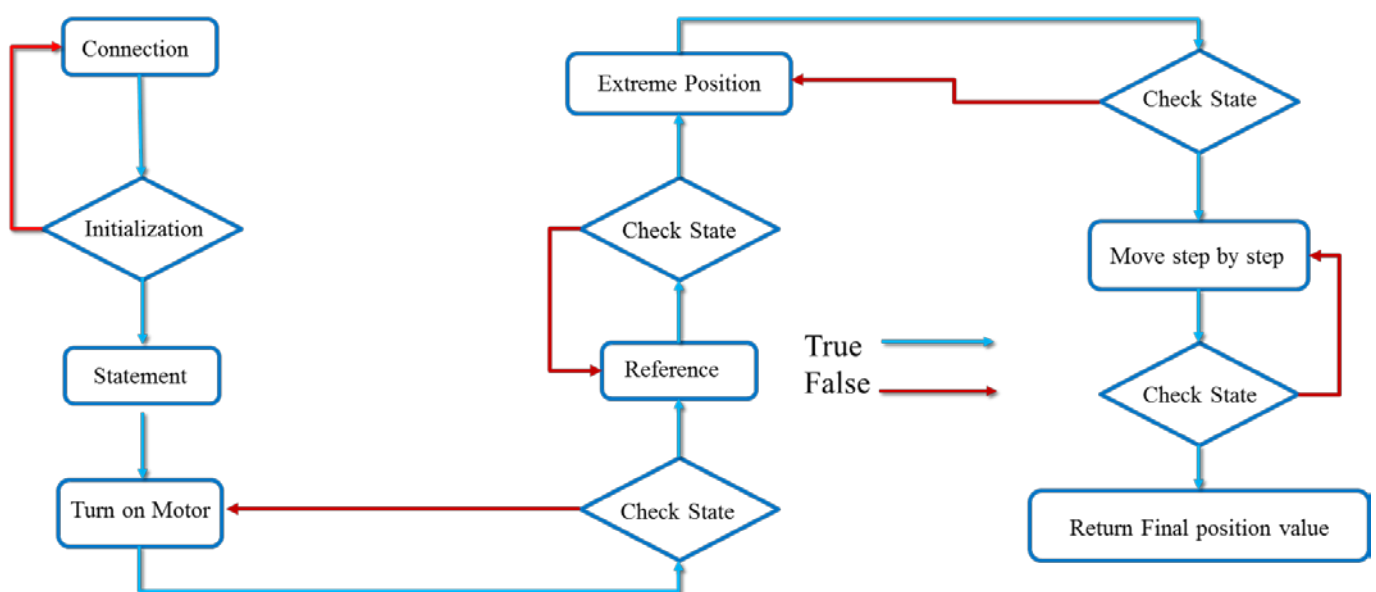 Connection
Initialization
Statement
Turn on Motor
Check State
Reference
Check State
Extreme Position
Check State
Move step by step
Check State
Return Final position value
True
False